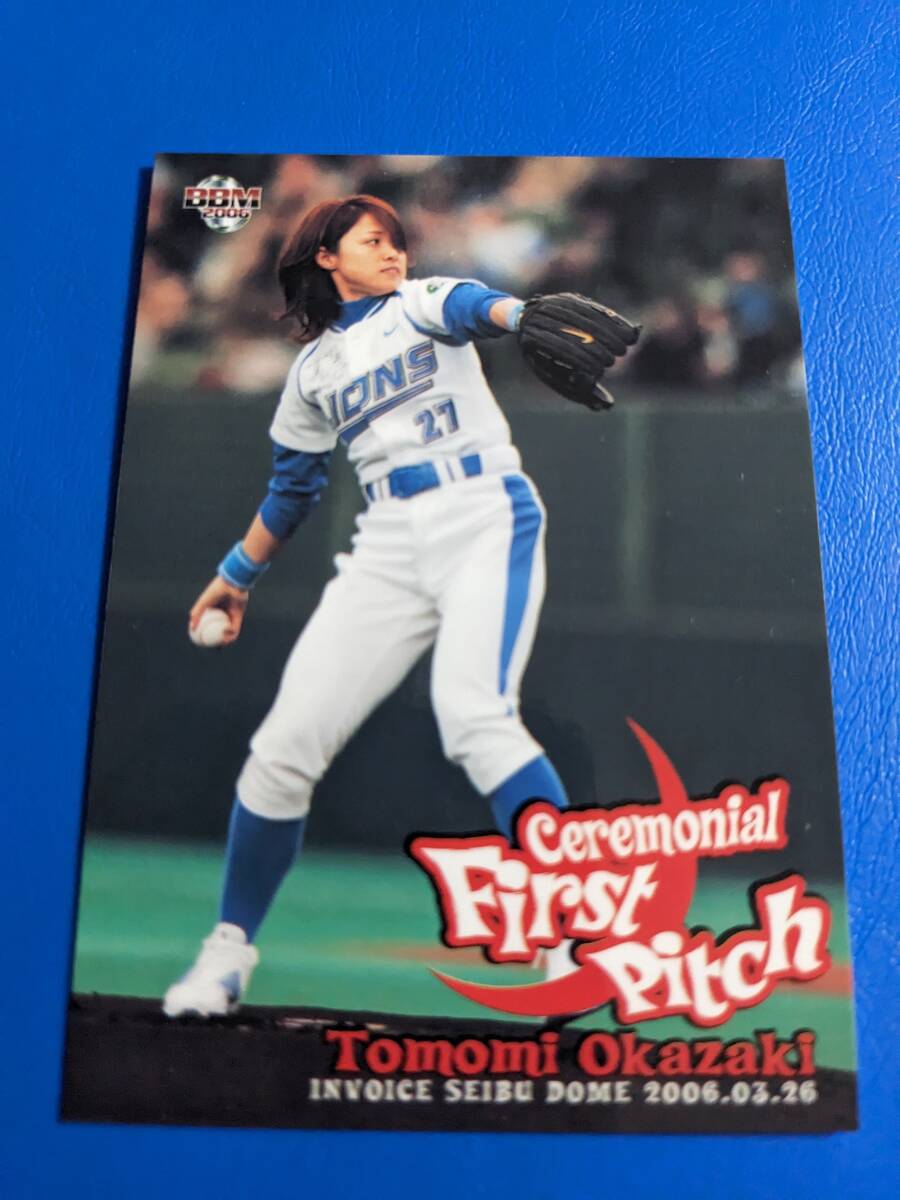 BBM
2006
LIONS
27
Ceremonial
First
Pitch
Tomomi Okazaki
INVOICE SEIBU DOME 2006.03.26